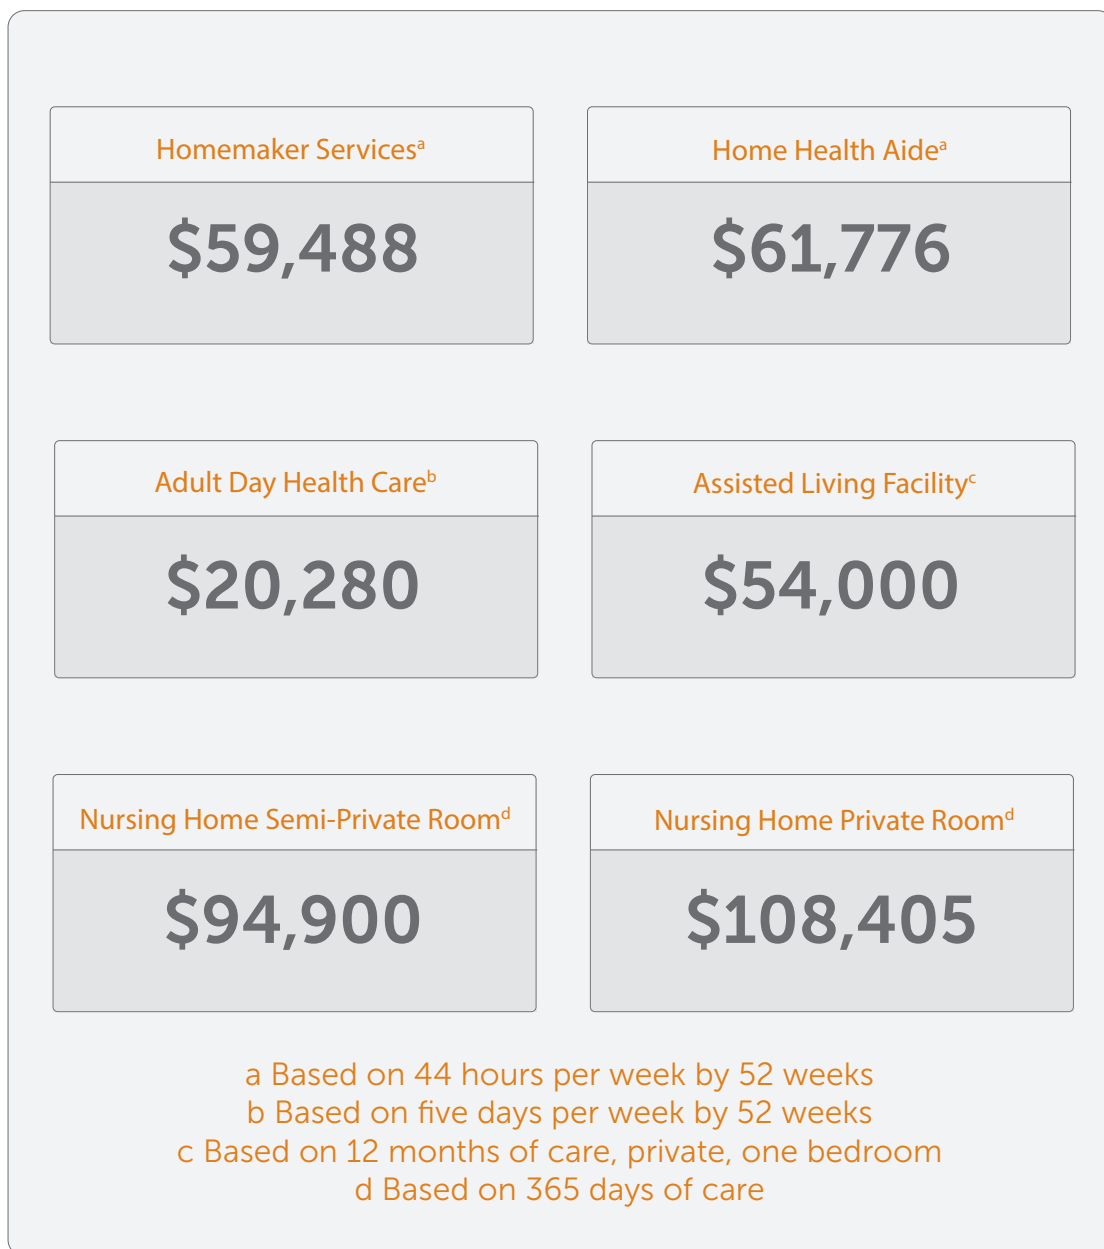 Homemaker Servicesᵃ
Home Health Aideᵃ
$59,488
$61,776
Adult Day Health Careᵇ
Assisted Living Facilityᶜ
$20,280
$54,000
Nursing Home Semi-Private Roomᵈ
Nursing Home Private Roomᵈ
$94,900
$108,405
a Based on 44 hours per week by 52 weeks
b Based on five days per week by 52 weeks
c Based on 12 months of care, private, one bedroom
d Based on 365 days of care